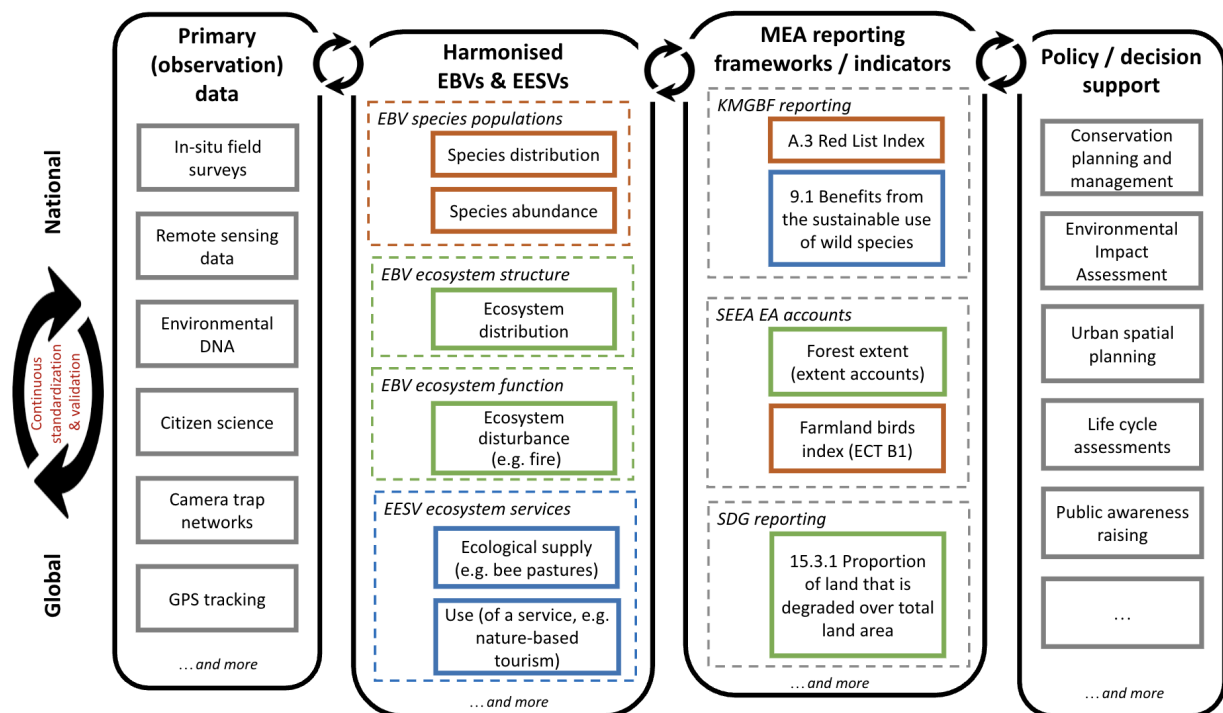 National
Global
Continuous
standardization
& validation
Primary
(observation)
data
In-situ field
surveys
Remote sensing
data
Environmental
DNA
Citizen science
Camera trap
networks
GPS tracking
...and more
Harmonised
EBVs & EESVs
EBV species populations
Species distribution
Species abundance
EBV ecosystem structure
Ecosystem
distribution
EBV ecosystem function
Ecosystem
disturbance
(e.g. fire)
EESV ecosystem services
Ecological supply
(e.g. bee pastures)
Use (of a service, e.g.
nature-based
tourism)
...and more
MEA reporting
frameworks / indicators
KMGBF reporting
A.3 Red List Index
9.1 Benefits from
the sustainable use
of wild species
SEEA EA accounts
Forest extent
(extent accounts)
Farmland birds
index (ECT B1)
SDG reporting
15.3.1 Proportion
of land that is
degraded over total
land area
...and more
Policy / decision
support
Conservation
planning and
management
Environmental
Impact
Assessment
Urban spatial
planning
Life cycle
assessments
Public awareness
raising
...
...and more